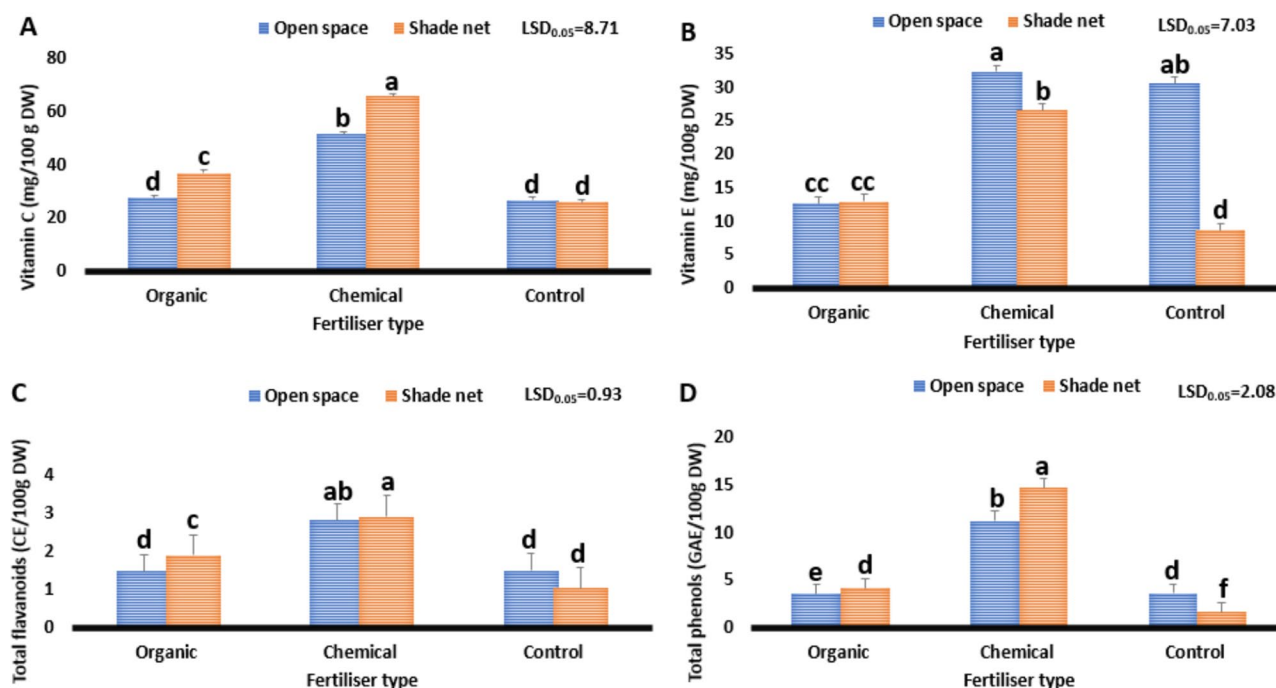 A
Open space Shade net LSD0.05=8.71
Vitamin C (mg/100 g DW)
80
60
40
20
0
d c b a d d
Organic Chemical Control
Fertiliser type
B
Open space Shade net LSD0.05=7.03
Vitamin E (mg/100g DW)
35
30
25
20
15
10
5
0
cc cc a b ab d
Organic Chemical Control
Fertiliser type
C
Open space Shade net LSD0.05=0.93
Total flavanoids (CE/100g DW)
4
3
2
1
0
d c ab a d d
Organic Chemical Control
Fertiliser type
D
Open space Shade net LSD0.05=2.08
Total phenols (GAE/100g DW)
20
15
10
5
0
e d b a d f
Organic Chemical Control
Fertiliser type